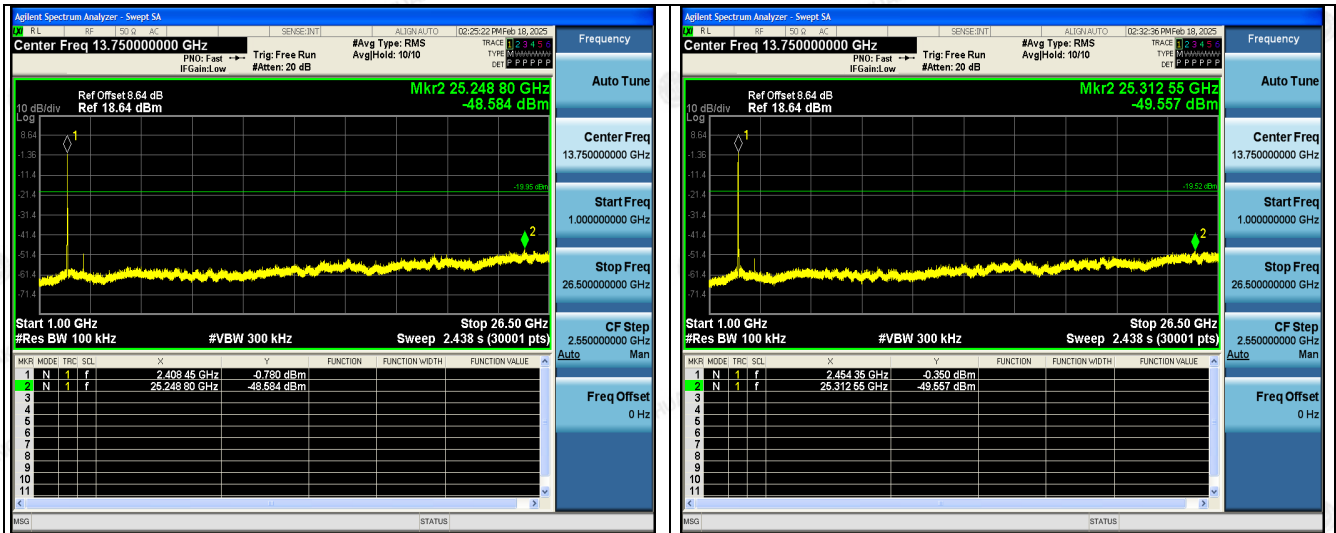 Agilent Spectrum Analyzer - Swept SA
LXI RL RF 50 Ω AC SENSE:INT ALIGN AUTO 02:25:22 PM Feb 18, 2025
Center Freq 13.750000000 GHz #Avg Type: RMS TRACE 1 2 3 4 5 6
PNO: Fast Trig: Free Run Avg|Hold: 10/10 TYPE M WWWWW
IFGain:Low #Atten: 20 dB DET P P P P P P
Ref Offset 8.64 dB Mkr2 25.248 80 GHz
10 dB/div Ref 18.64 dBm -48.584 dBm
Log
8.64
1
-1.36
-11.4
-19.95 dBm
-21.4
-31.4
-41.4
2
-51.4
-61.4
-71.4
Start 1.00 GHz Stop 26.50 GHz
#Res BW 100 kHz #VBW 300 kHz Sweep 2.438 s (30001 pts)
MKR MODE TRC SCL X Y FUNCTION FUNCTION WIDTH FUNCTION VALUE
1 N 1 f 2.408 45 GHz -0.780 dBm
2 N 1 f 25.248 80 GHz -48.584 dBm
3
4
5
6
7
8
9
10
11
MSG STATUS
Frequency
Auto Tune
Center Freq
13.750000000 GHz
Start Freq
1.000000000 GHz
Stop Freq
26.500000000 GHz
CF Step
2.550000000 GHz
Auto Man
Freq Offset
0 Hz
Agilent Spectrum Analyzer - Swept SA
LXI RL RF 50 Ω AC SENSE:INT ALIGN AUTO 02:32:36 PM Feb 18, 2025
Center Freq 13.750000000 GHz #Avg Type: RMS TRACE 1 2 3 4 5 6
PNO: Fast Trig: Free Run Avg|Hold: 10/10 TYPE M WWWWW
IFGain:Low #Atten: 20 dB DET P P P P P P
Ref Offset 8.64 dB Mkr2 25.312 55 GHz
10 dB/div Ref 18.64 dBm -49.557 dBm
Log
8.64
1
-1.36
-11.4
-19.52 dBm
-21.4
-31.4
-41.4
2
-51.4
-61.4
-71.4
Start 1.00 GHz Stop 26.50 GHz
#Res BW 100 kHz #VBW 300 kHz Sweep 2.438 s (30001 pts)
MKR MODE TRC SCL X Y FUNCTION FUNCTION WIDTH FUNCTION VALUE
1 N 1 f 2.454 35 GHz -0.350 dBm
2 N 1 f 25.312 55 GHz -49.557 dBm
3
4
5
6
7
8
9
10
11
MSG STATUS
Frequency
Auto Tune
Center Freq
13.750000000 GHz
Start Freq
1.000000000 GHz
Stop Freq
26.500000000 GHz
CF Step
2.550000000 GHz
Auto Man
Freq Offset
0 Hz